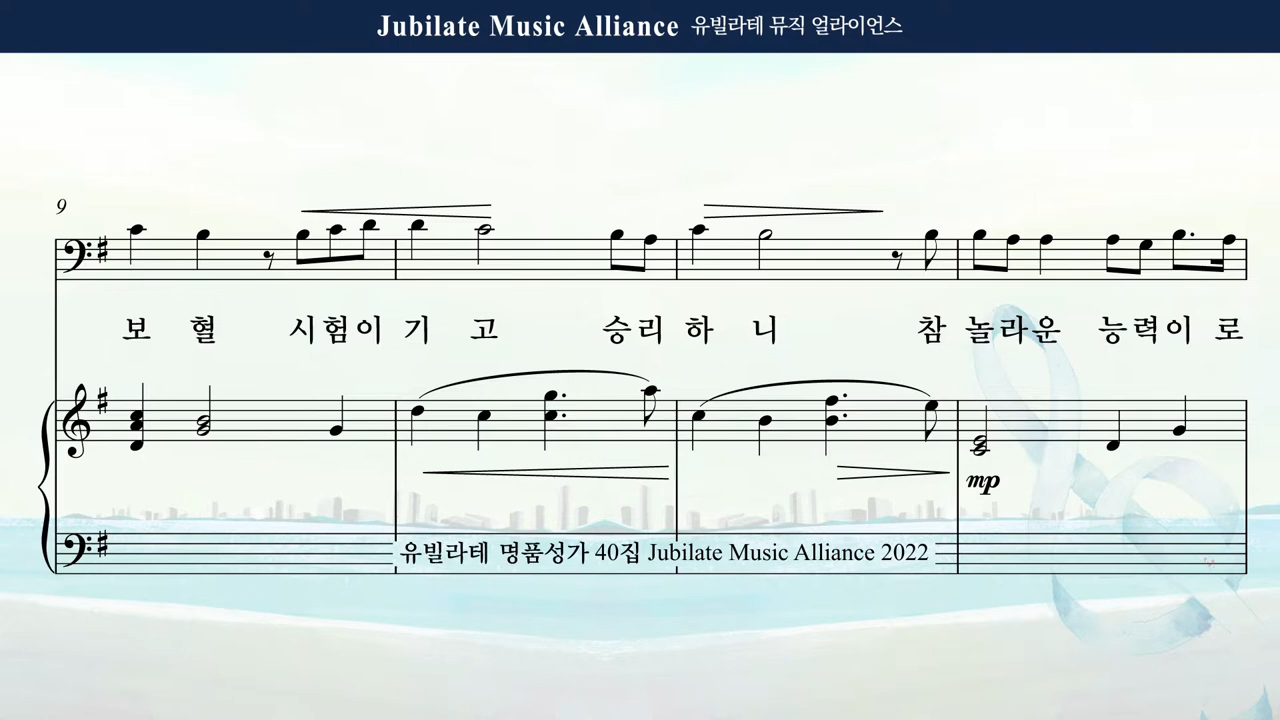 Jubilate Music Alliance 유빌라테 뮤직 얼라이언스
9
보 혈 시험이 기 고 승리 하 니 참 놀라운 능력이 로
mp
유빌라테 명품성가 40집 Jubilate Music Alliance 2022